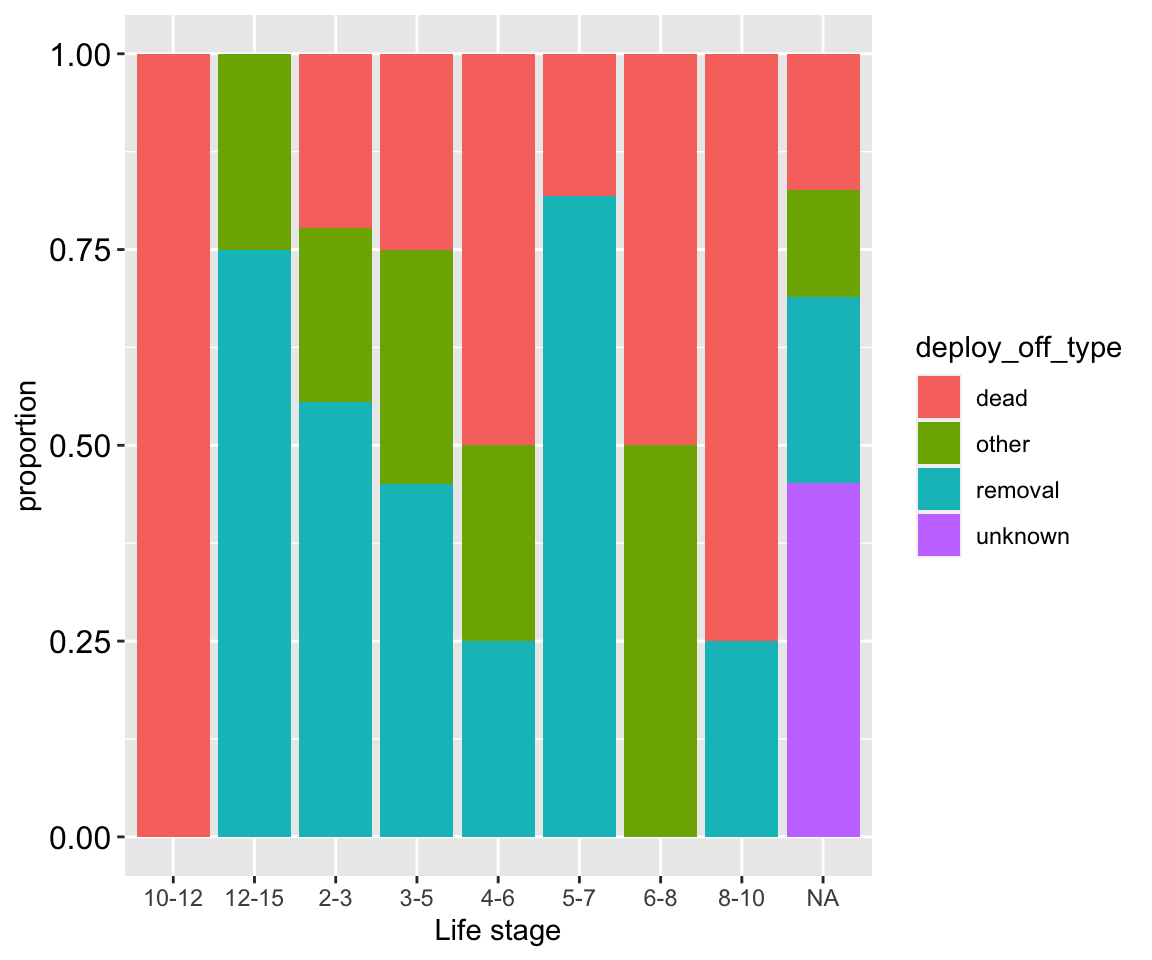 1.00
0.75
0.50
0.25
0.00
proportion
10-12 12-15 2-3 3-5 4-6 5-7 6-8 8-10 NA
Life stage
deploy_off_type
dead
other
removal
unknown